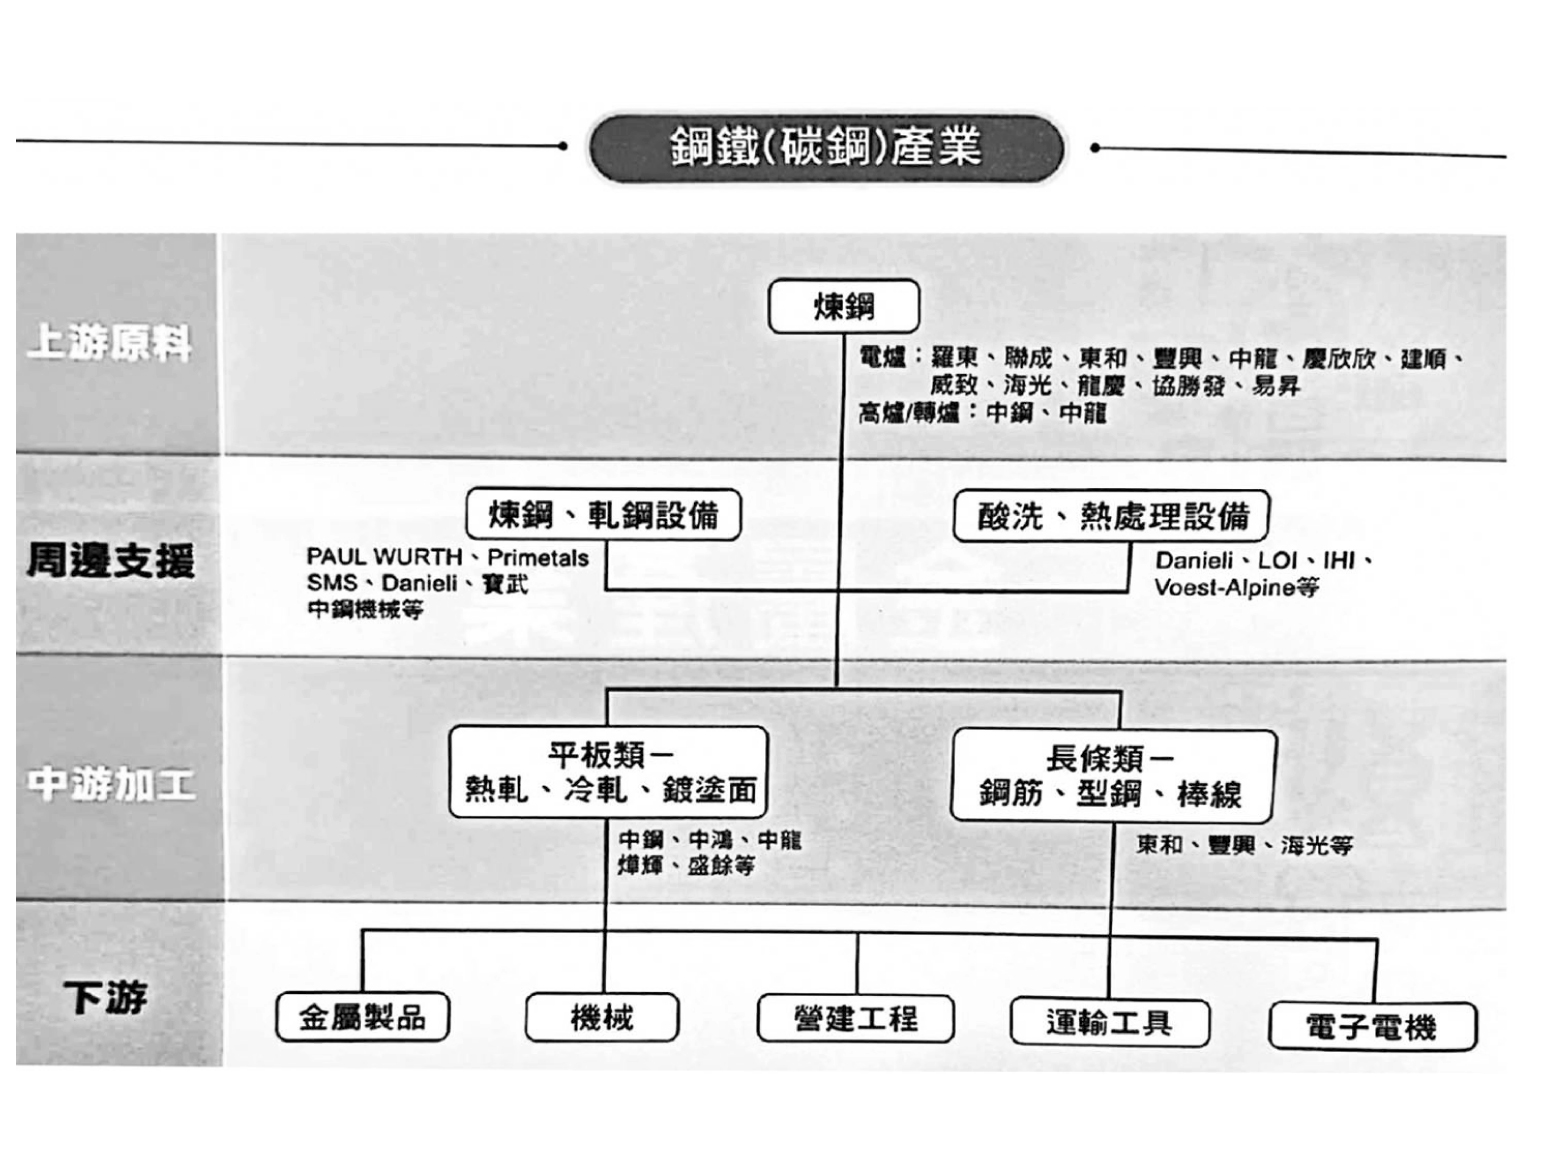 鋼鐵(碳鋼)產業
上游原料
煉鋼
電爐：羅東、聯成、東和、豐興、中龍、慶欣欣、建順、
威致、海光、龍慶、協勝發、易昇
高爐/轉爐：中鋼、中龍
周邊支援
煉鋼、軋鋼設備
PAUL WURTH、Primetals
SMS、Danieli、寶武
中鋼機械等
酸洗、熱處理設備
Danieli、LOI、IHI、
Voest-Alpine等
中游加工
平板類－
熱軋、冷軋、鍍塗面
中鋼、中鴻、中龍
燁輝、盛餘等
長條類－
鋼筋、型鋼、棒線
東和、豐興、海光等
下游
金屬製品
機械
營建工程
運輸工具
電子電機